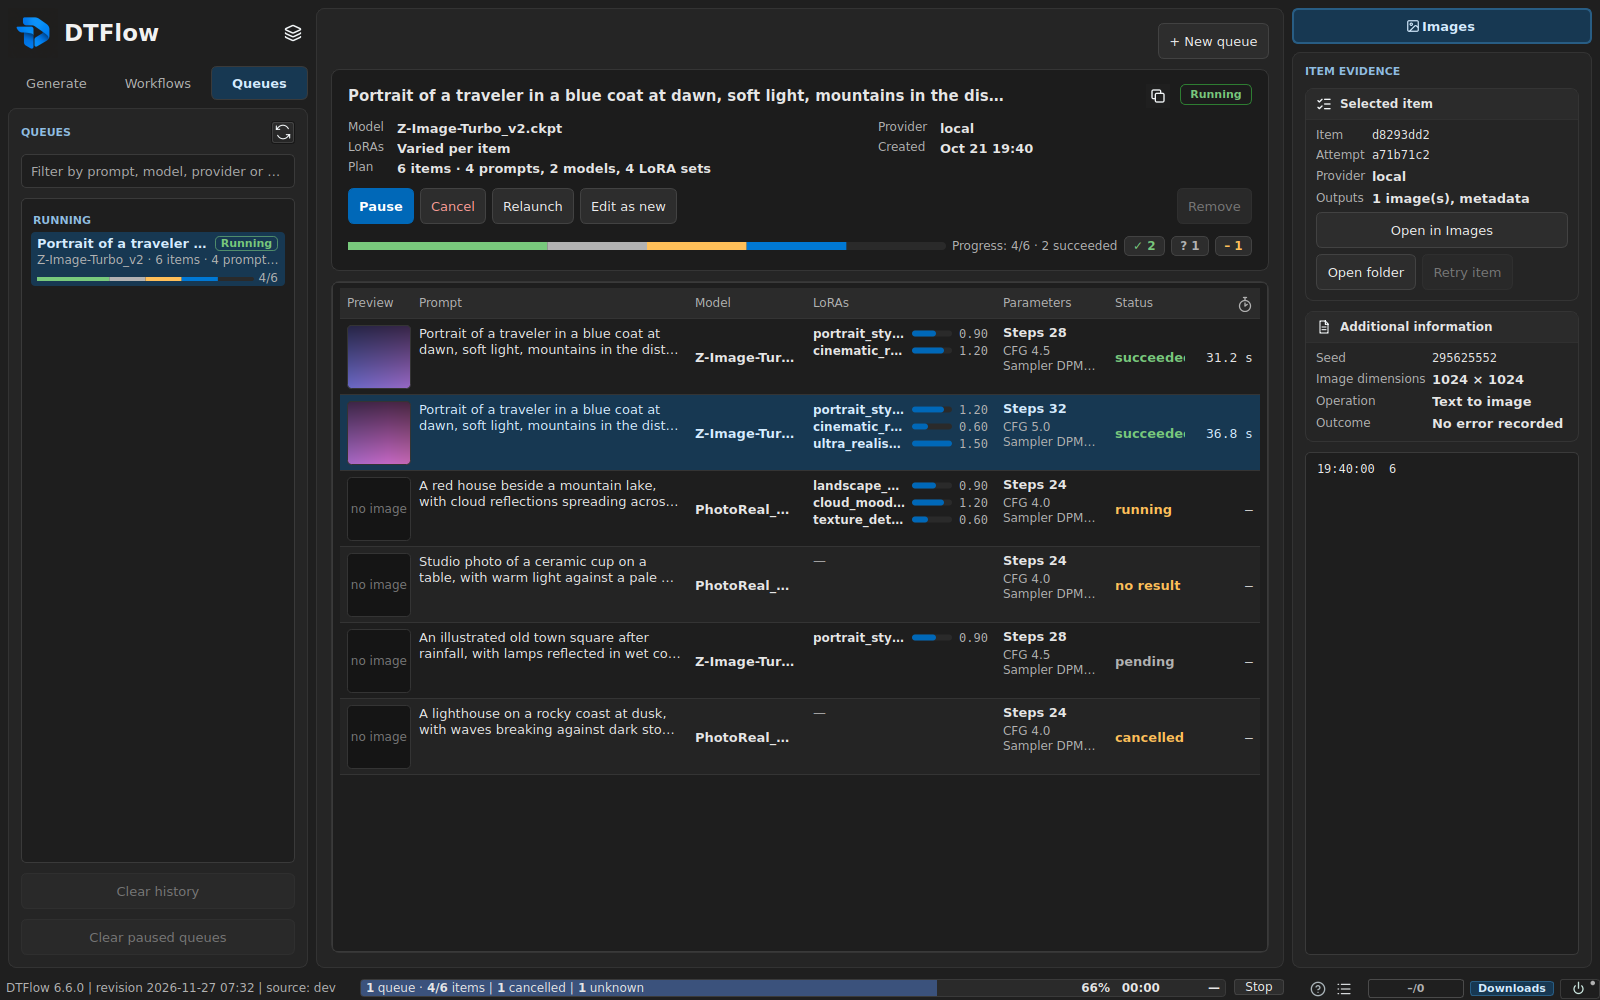 DTFlow
Generate
Workflows
Queues
QUEUES
Filter by prompt, model, provider or …
RUNNING
Portrait of a traveler …
Running
Z-Image-Turbo_v2 · 6 items · 4 prompt…
4/6
Clear history
Clear paused queues
+ New queue
Portrait of a traveler in a blue coat at dawn, soft light, mountains in the dis…
Running
Model Z-Image-Turbo_v2.ckpt
Provider local
LoRAs Varied per item
Created Oct 21 19:40
Plan 6 items · 4 prompts, 2 models, 4 LoRA sets
Pause
Cancel
Relaunch
Edit as new
Remove
Progress: 4/6 · 2 succeeded
✓ 2
? 1
– 1
Preview Prompt Model LoRAs Parameters Status
Portrait of a traveler in a blue coat at
dawn, soft light, mountains in the dist…
Z-Image-Tur…
portrait_sty… 0.90
cinematic_r… 1.20
Steps 28
CFG 4.5
Sampler DPM…
succeeded
31.2 s
Portrait of a traveler in a blue coat at
dawn, soft light, mountains in the dist…
Z-Image-Tur…
portrait_sty… 1.20
cinematic_r… 0.60
ultra_realis… 1.50
Steps 32
CFG 5.0
Sampler DPM…
succeeded
36.8 s
no image
A red house beside a mountain lake,
with cloud reflections spreading acros…
PhotoReal_…
landscape_… 0.90
cloud_mood… 1.20
texture_det… 0.60
Steps 24
CFG 4.0
Sampler DPM…
running
—
no image
Studio photo of a ceramic cup on a
table, with warm light against a pale …
PhotoReal_…
—
Steps 24
CFG 4.0
Sampler DPM…
no result
—
no image
An illustrated old town square after
rainfall, with lamps reflected in wet co…
Z-Image-Tur…
portrait_sty… 0.90
Steps 28
CFG 4.5
Sampler DPM…
pending
—
no image
A lighthouse on a rocky coast at dusk,
with waves breaking against dark sto…
PhotoReal_…
—
Steps 24
CFG 4.0
Sampler DPM…
cancelled
—
Images
ITEM EVIDENCE
Selected item
Item d8293dd2
Attempt a71b71c2
Provider local
Outputs 1 image(s), metadata
Open in Images
Open folder
Retry item
Additional information
Seed 295625552
Image dimensions 1024 × 1024
Operation Text to image
Outcome No error recorded
19:40:00 6
DTFlow 6.6.0 | revision 2026-11-27 07:32 | source: dev
1 queue · 4/6 items | 1 cancelled | 1 unknown
66% 00:00 —
Stop
–/0
Downloads